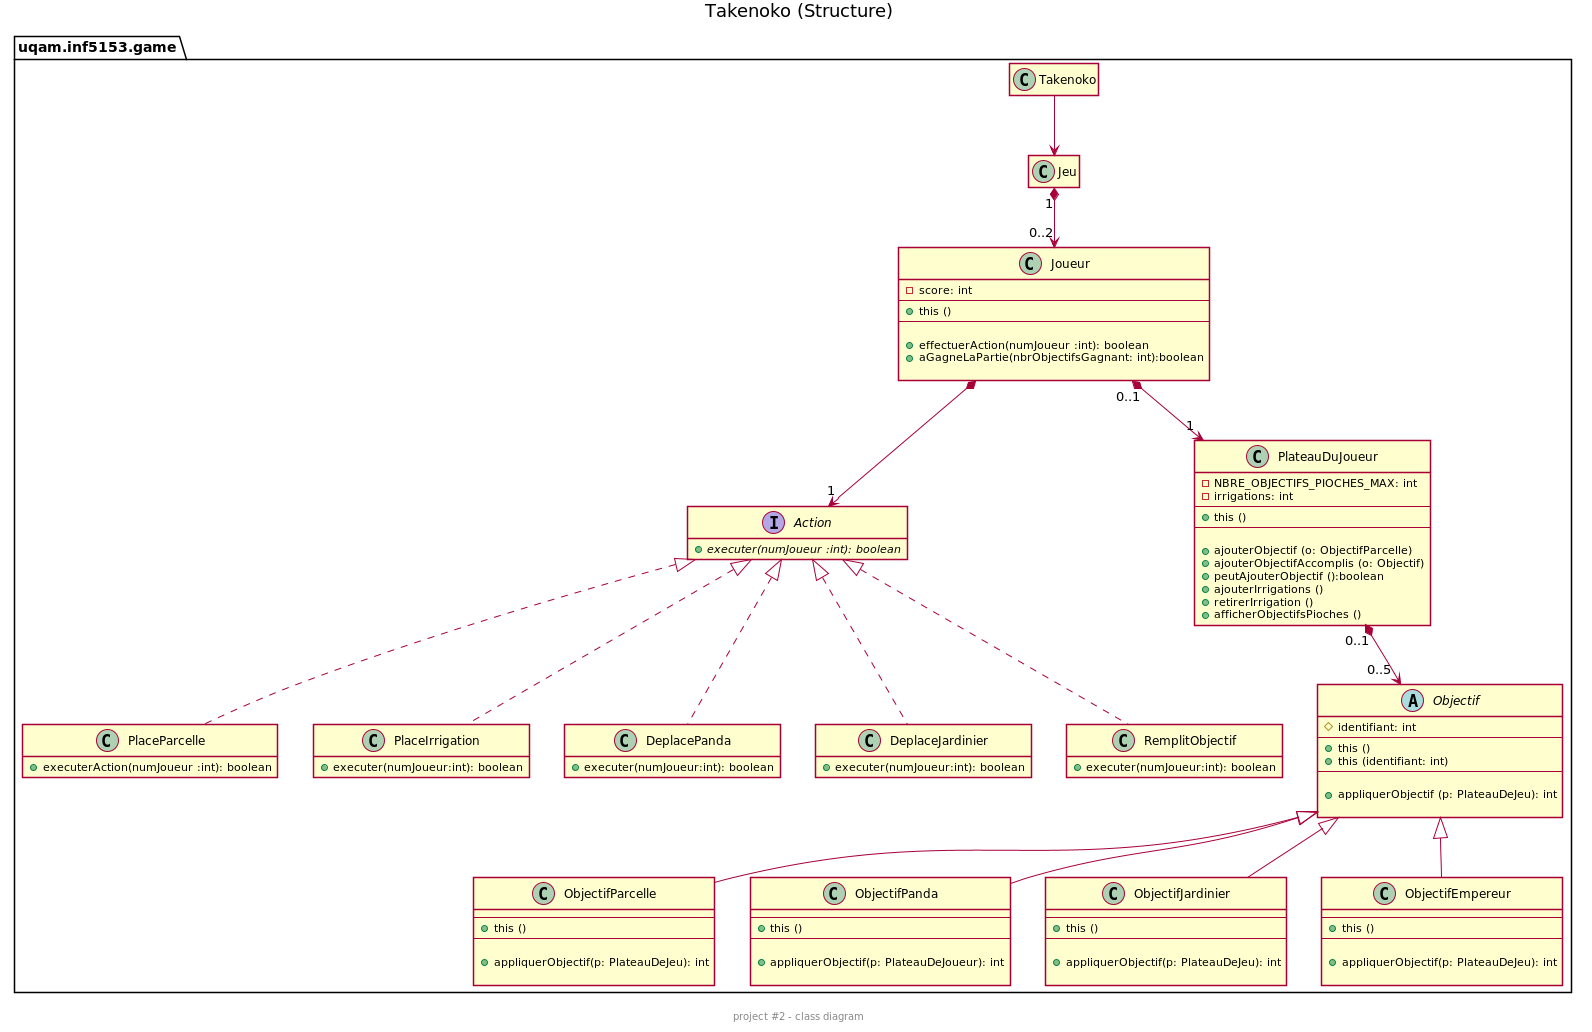 Takenoko (Structure)
uqam.inf5153.game
C Takenoko
C Jeu
1
0..2
C Joueur
score: int
this ()
effectuerAction(numJoueur :int): boolean
aGagneLaPartie(nbrObjectifsGagnant: int):boolean
0..1
1
1
C PlateauDuJoueur
NBRE_OBJECTIFS_PIOCHES_MAX: int
irrigations: int
this ()
ajouterObjectif (o: ObjectifParcelle)
ajouterObjectifAccomplis (o: Objectif)
peutAjouterObjectif ():boolean
ajouterIrrigations ()
retirerIrrigation ()
afficherObjectifsPioches ()
I Action
executer(numJoueur :int): boolean
0..1
0..5
C PlaceParcelle
executerAction(numJoueur :int): boolean
C PlaceIrrigation
executer(numJoueur:int): boolean
C DeplacePanda
executer(numJoueur:int): boolean
C DeplaceJardinier
executer(numJoueur:int): boolean
C RemplitObjectif
executer(numJoueur:int): boolean
A Objectif
identifiant: int
this ()
this (identifiant: int)
appliquerObjectif (p: PlateauDeJeu): int
C ObjectifParcelle
this ()
appliquerObjectif(p: PlateauDeJeu): int
C ObjectifPanda
this ()
appliquerObjectif(p: PlateauDeJoueur): int
C ObjectifJardinier
this ()
appliquerObjectif(p: PlateauDeJeu): int
C ObjectifEmpereur
this ()
appliquerObjectif(p: PlateauDeJeu): int
project #2 - class diagram